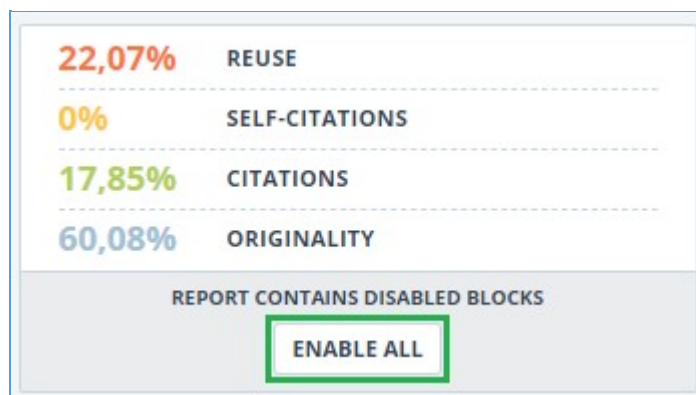 22,07% REUSE
0% SELF-CITATIONS
17,85% CITATIONS
60,08% ORIGINALITY
REPORT CONTAINS DISABLED BLOCKS
ENABLE ALL